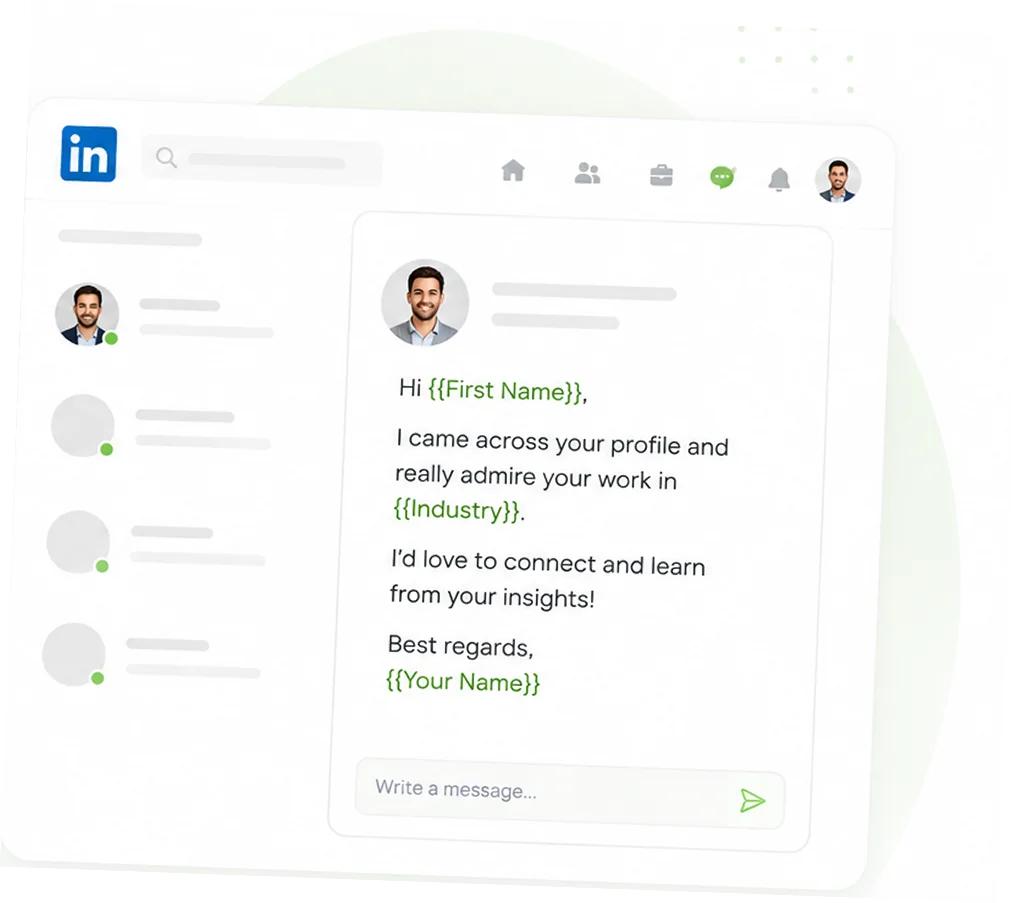 in
Hi {{First Name}},
I came across your profile and
really admire your work in
{{Industry}}.
I'd love to connect and learn
from your insights!
Best regards,
{{Your Name}}
Write a message...